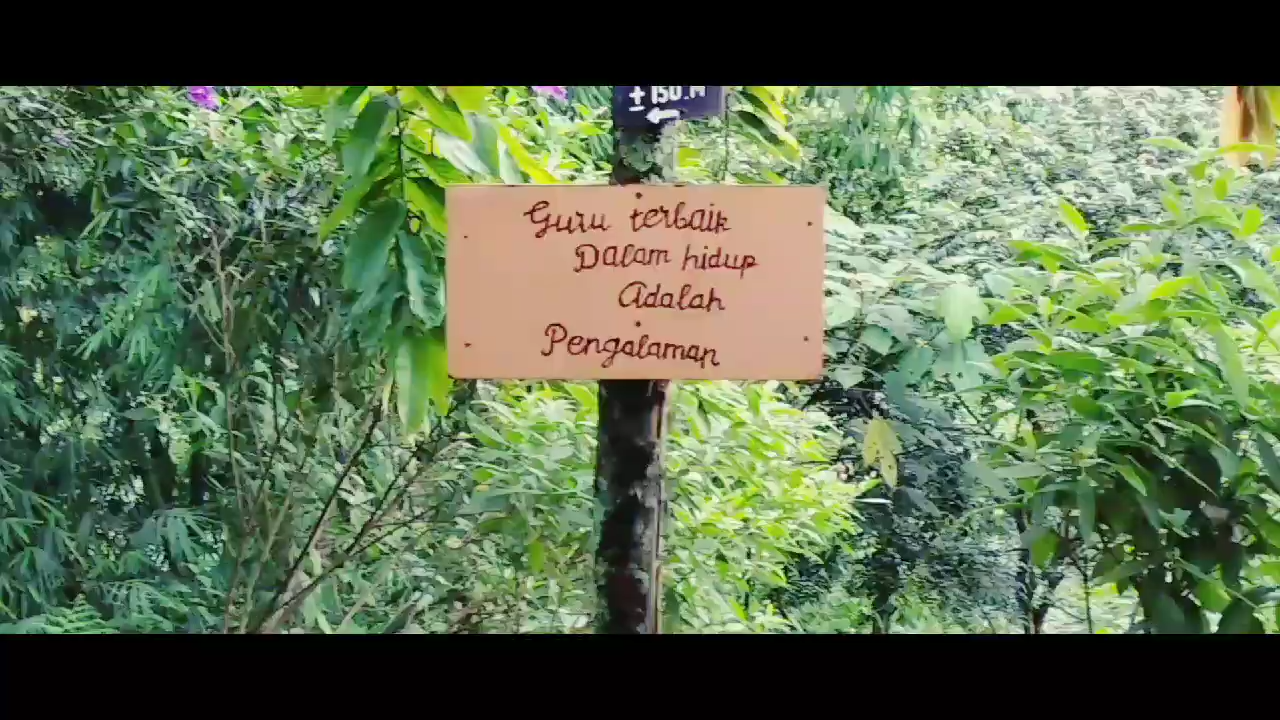 ± 150.M
←
Guru terbaik
Dalam hidup
Adalah
Pengalaman